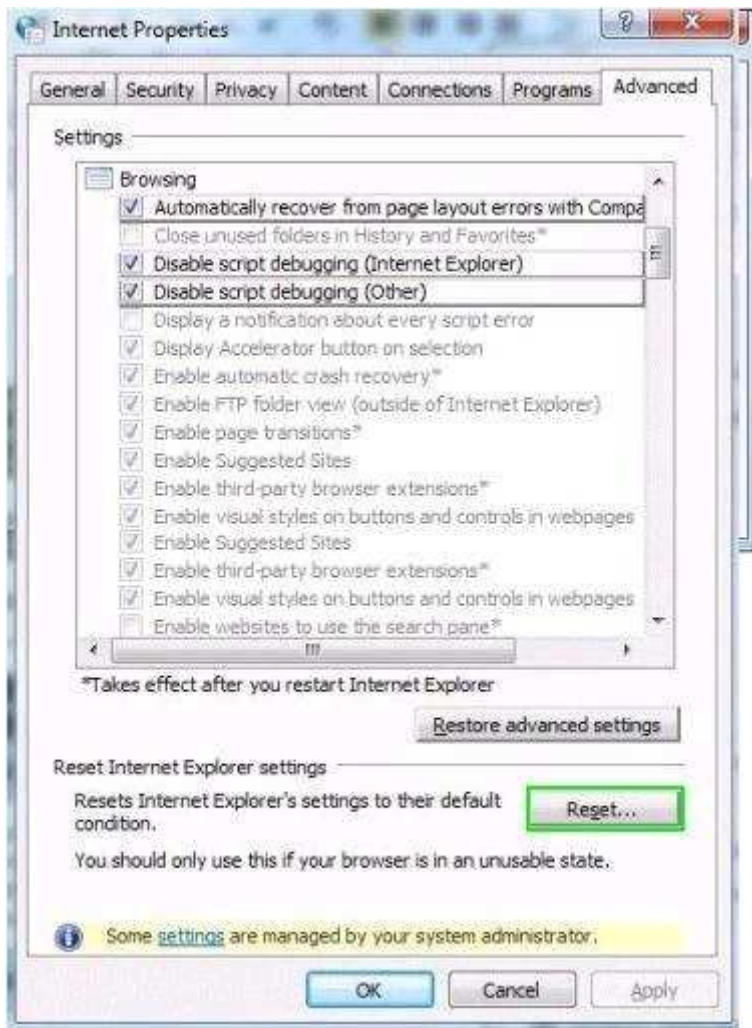 Internet Properties
?
X
General Security Privacy Content Connections Programs Advanced
Settings
Browsing
Automatically recover from page layout errors with Compa
Close unused folders in History and Favorites*
Disable script debugging (Internet Explorer)
Disable script debugging (Other)
Display a notification about every script error
Display Accelerator button on selection
Enable automatic crash recovery*
Enable FTP folder view (outside of Internet Explorer)
Enable page transitions*
Enable Suggested Sites
Enable third-party browser extensions*
Enable visual styles on buttons and controls in webpages
Enable Suggested Sites
Enable third-party browser extensions*
Enable visual styles on buttons and controls in webpages
Enable websites to use the search pane*
*Takes effect after you restart Internet Explorer
Restore advanced settings
Reset Internet Explorer settings
Resets Internet Explorer's settings to their default
condition.
Reset...
You should only use this if your browser is in an unusable state.
Some settings are managed by your system administrator.
OK Cancel Apply